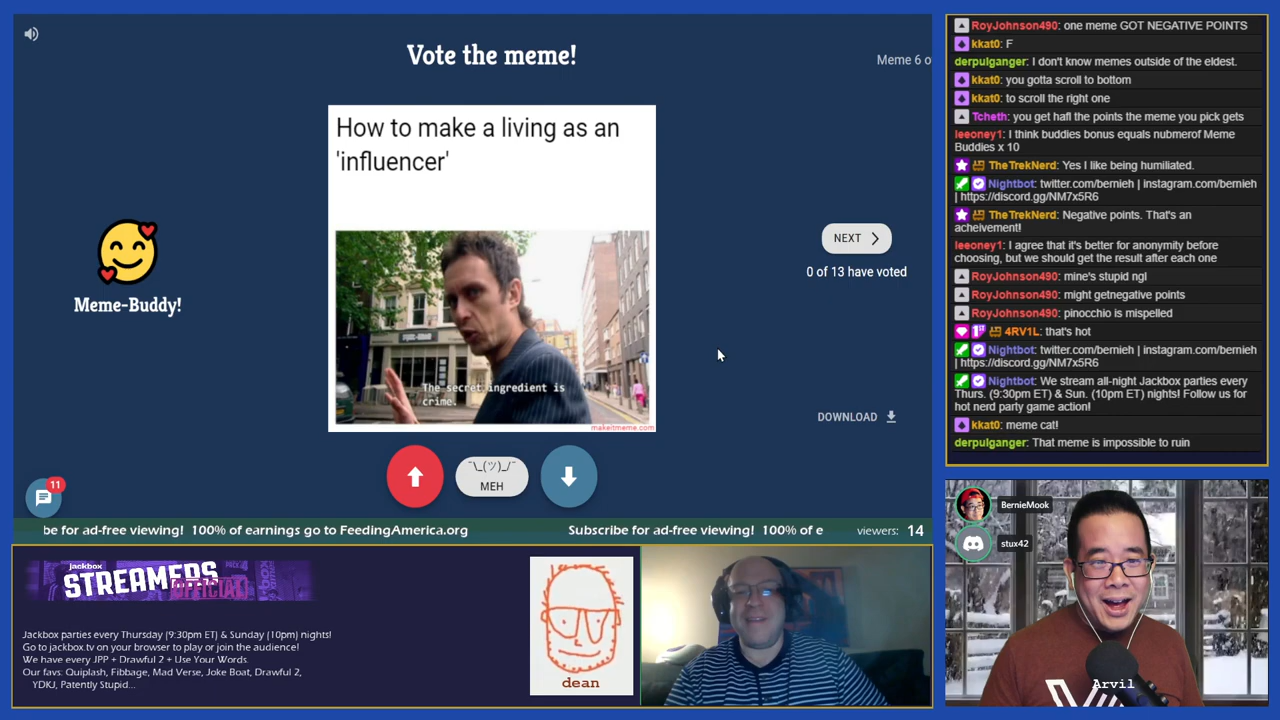 Vote the meme!
Meme 6 o
How to make a living as an
'influencer'
The secret ingredient is
crime.
makeitmeme.com
Meme-Buddy!
NEXT
0 of 13 have voted
DOWNLOAD
¯\_(ツ)_/¯
MEH
11
be for ad-free viewing! 100% of earnings go to FeedingAmerica.org
Subscribe for ad-free viewing! 100% of e
viewers: 14
jackbox
STREAMERS
OFFICIAL
Jackbox parties every Thursday (9:30pm ET) & Sunday (10pm) nights!
Go to jackbox.tv on your browser to play or join the audience!
We have every JPP + Drawful 2 + Use Your Words.
Our favs: Quiplash, Fibbage, Mad Verse, Joke Boat, Drawful 2,
YDKJ, Patently Stupid...
dean
RoyJohnson490: one meme GOT NEGATIVE POINTS
kkat0: F
derpulganger: I don't know memes outside of the eldest.
kkat0: you gotta scroll to bottom
kkat0: to scroll the right one
Tcheth: you get hafl the points the meme you pick gets
leeoney1: I think buddies bonus equals nubmerof Meme
Buddies x 10
TheTrekNerd: Yes I like being humiliated.
Nightbot: twitter.com/bernieh | instagram.com/bernieh
| https://discord.gg/NM7x5R6
TheTrekNerd: Negative points. That's an
acheivement!
leeoney1: I agree that it's better for anonymity before
choosing, but we should get the result after each one
RoyJohnson490: mine's stupid ngl
RoyJohnson490: might getnegative points
RoyJohnson490: pinocchio is mispelled
4RV1L: that's hot
Nightbot: twitter.com/bernieh | instagram.com/bernieh
| https://discord.gg/NM7x5R6
Nightbot: We stream all-night Jackbox parties every
Thurs. (9:30pm ET) & Sun. (10pm ET) nights! Follow us for
hot nerd party game action!
kkat0: meme cat!
derpulganger: That meme is impossible to ruin
BernieMook
stux42
Arvil